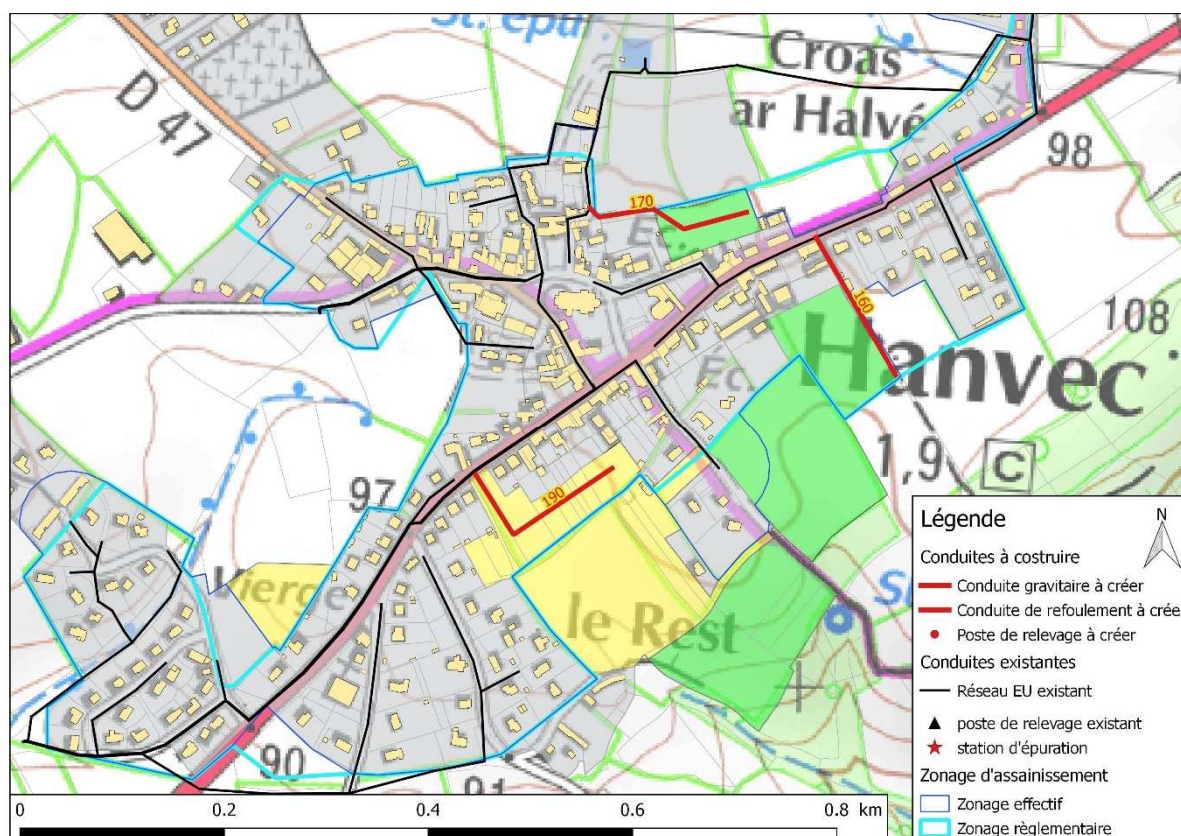 St. épur.
Croas
ar Halvé
D 47
98
170
160
108
Hanvec
Éc.
1,9
C
97
190
Vierge
le Rest
90
91
Légende
N
Conduites à costruire
Conduite gravitaire à créer
Conduite de refoulement à crée
Poste de relevage à créer
Conduites existantes
Réseau EU existant
poste de relevage existant
station d'épuration
Zonage d'assainissement
Zonage effectif
Zonage règlementaire
0 0.2 0.4 0.6 0.8 km